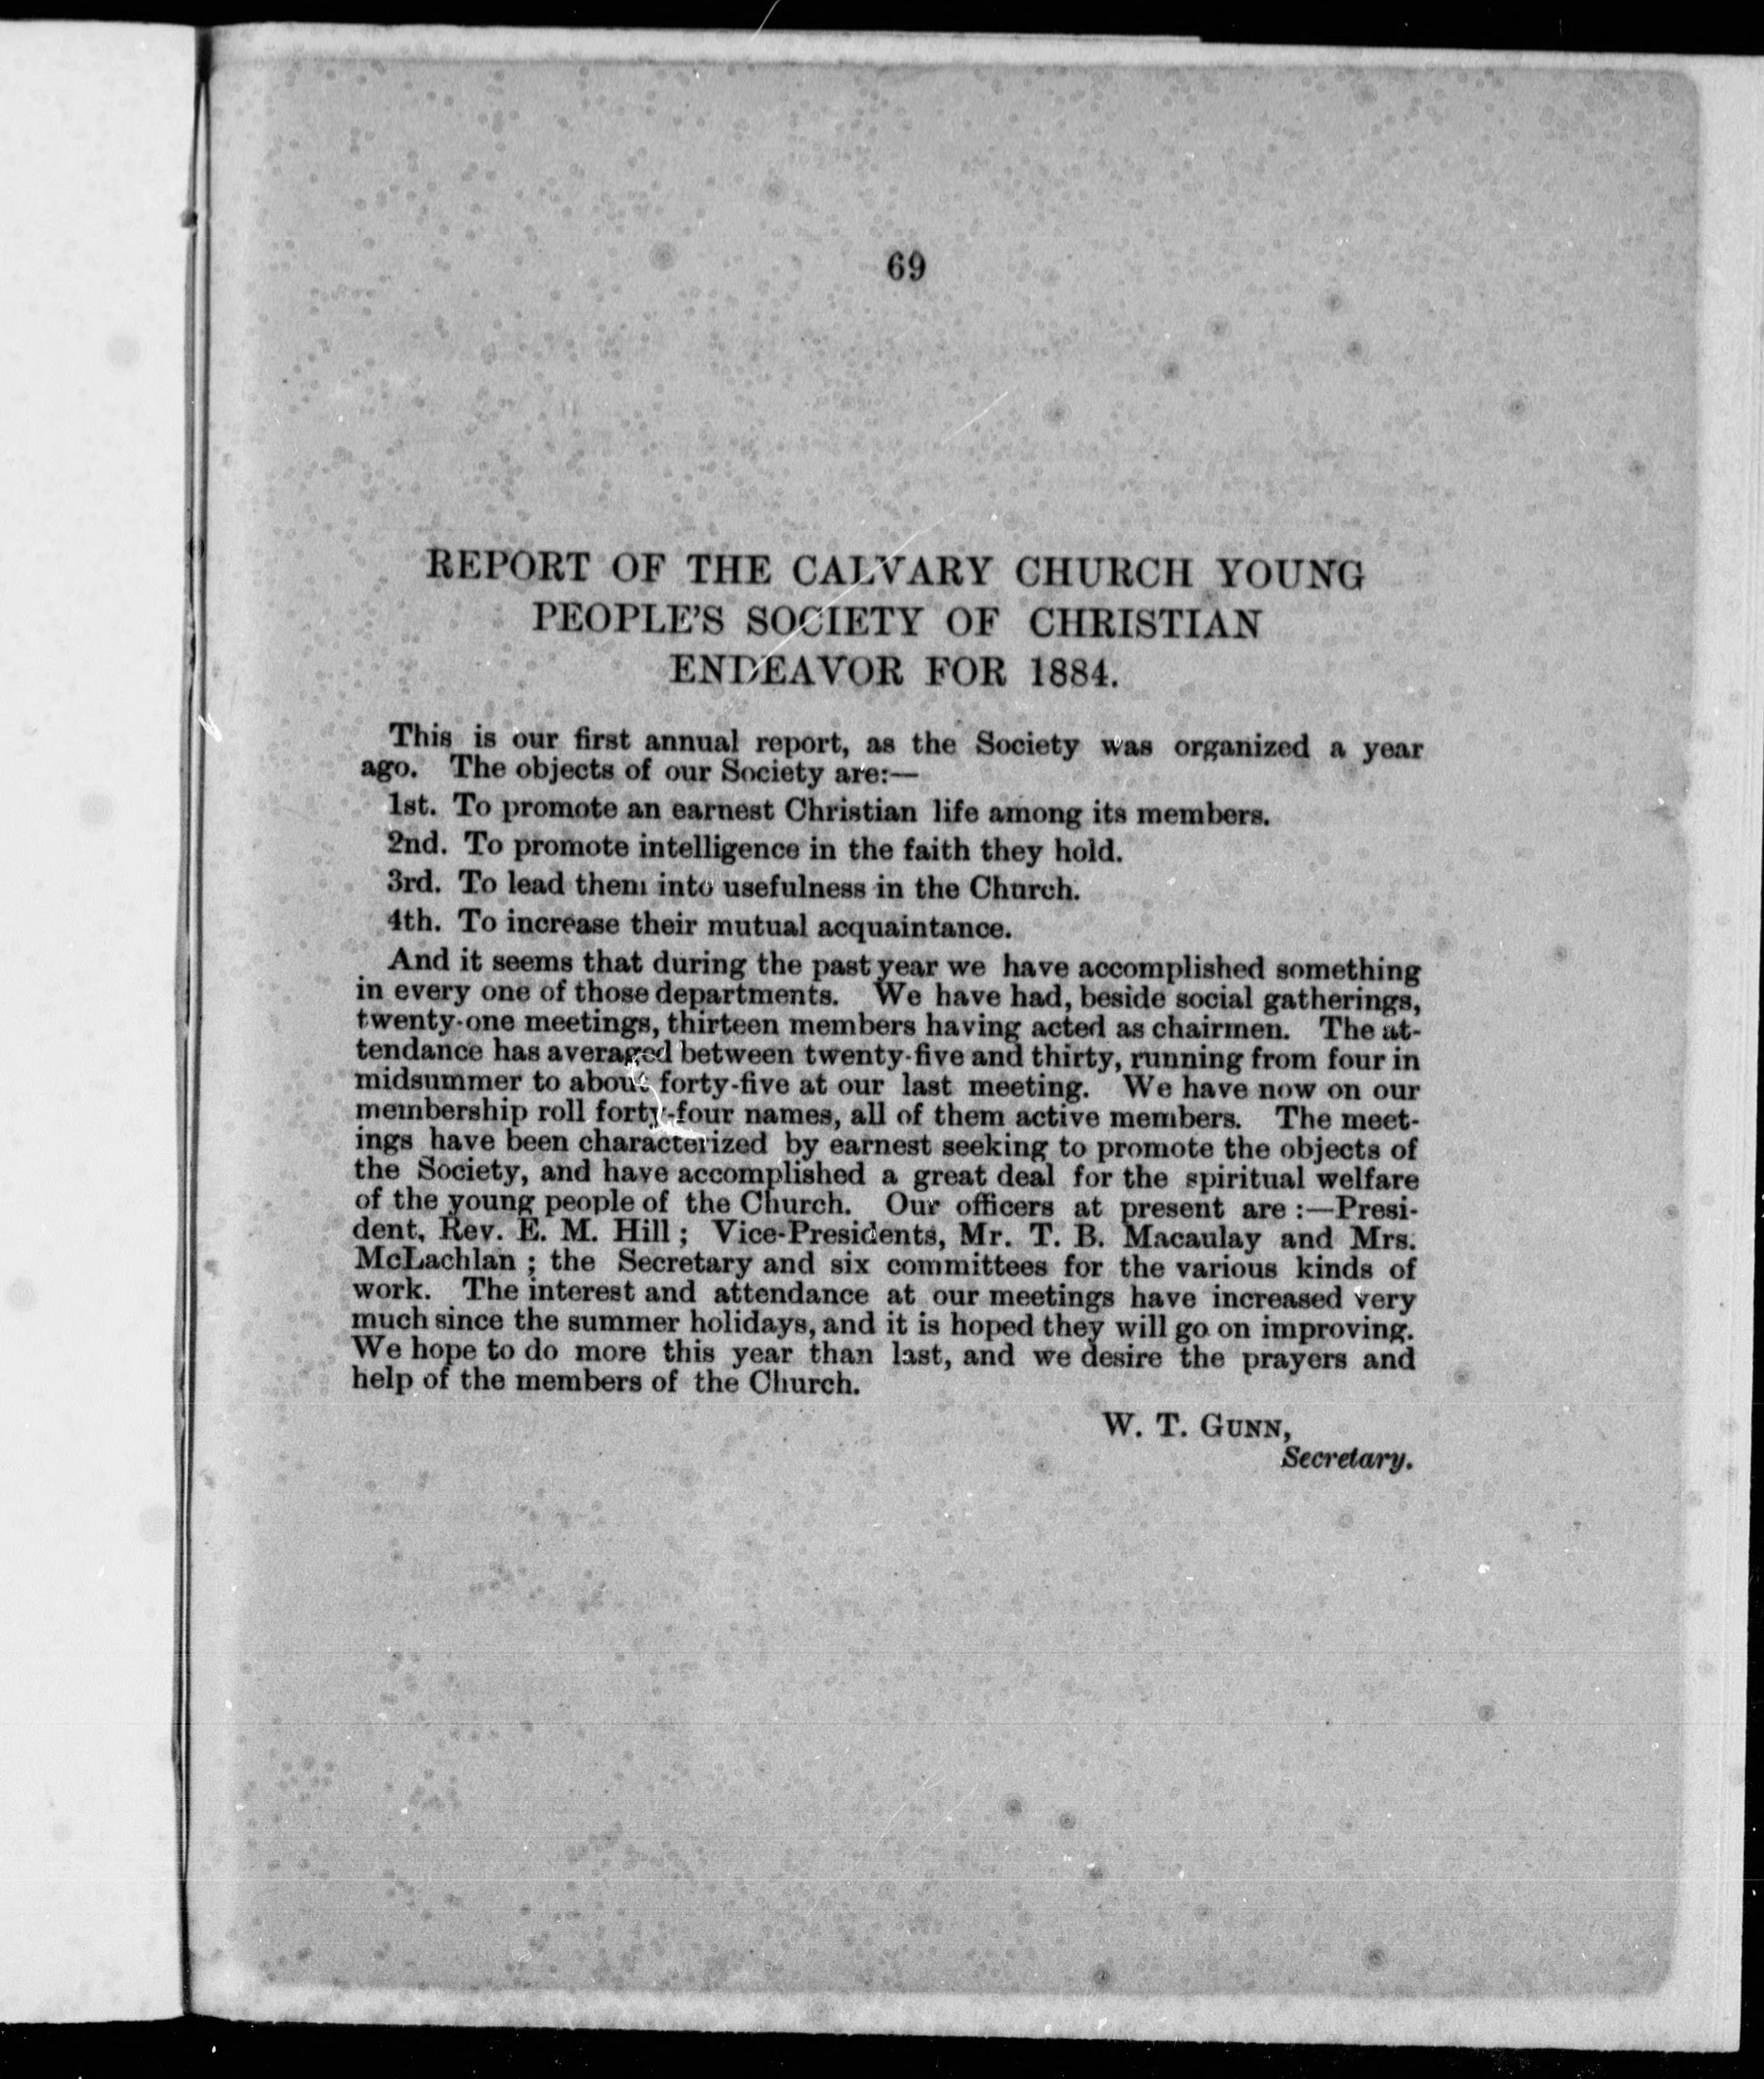 69
REPORT OF THE CALVARY CHURCH YOUNG
PEOPLE'S SOCIETY OF CHRISTIAN
ENDEAVOR FOR 1884.
This is our first annual report, as the Society was organized a year
ago. The objects of our Society are:—
1st. To promote an earnest Christian life among its members.
2nd. To promote intelligence in the faith they hold.
3rd. To lead them into usefulness in the Church.
4th. To increase their mutual acquaintance.
And it seems that during the past year we have accomplished something
in every one of those departments. We have had, beside social gatherings,
twenty-one meetings, thirteen members having acted as chairmen. The at-
tendance has averaged between twenty-five and thirty, running from four in
midsummer to about forty-five at our last meeting. We have now on our
membership roll forty-four names, all of them active members. The meet-
ings have been characterized by earnest seeking to promote the objects of
the Society, and have accomplished a great deal for the spiritual welfare
of the young people of the Church. Our officers at present are :—Presi-
dent, Rev. E. M. Hill ; Vice-Presidents, Mr. T. B. Macaulay and Mrs.
McLachlan ; the Secretary and six committees for the various kinds of
work. The interest and attendance at our meetings have increased very
much since the summer holidays, and it is hoped they will go on improving.
We hope to do more this year than last, and we desire the prayers and
help of the members of the Church.
W. T. GUNN,
Secretary.